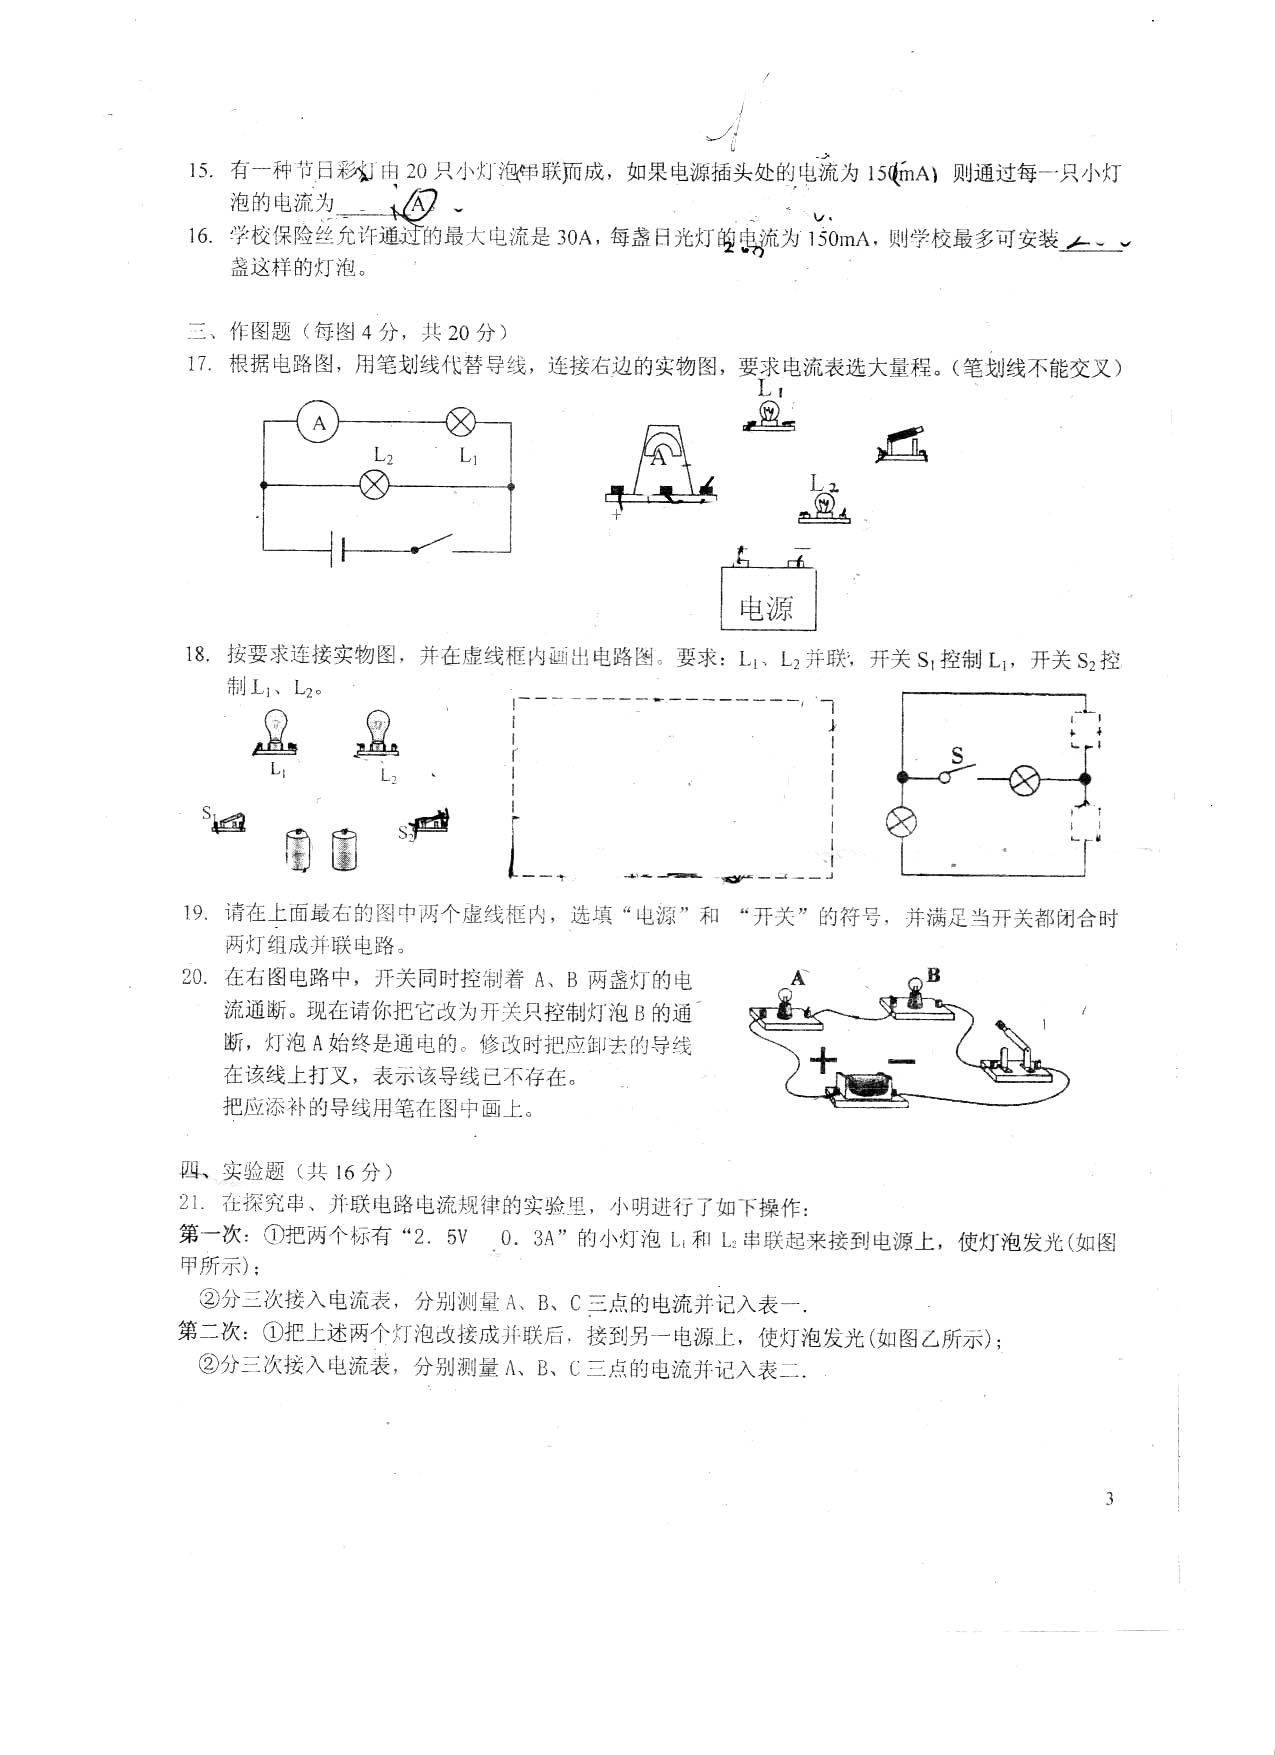 15. 有一种节日彩灯由 20 只小灯泡串联而成，如果电源插头处的电流为 150mA，则通过每一只小灯
泡的电流为______A。
16. 学校保险丝允许通过的最大电流是 30A，每盏日光灯的电流为 150mA，则学校最多可安装______
盏这样的灯泡。
三、作图题（每图 4 分，共 20 分）
17. 根据电路图，用笔划线代替导线，连接右边的实物图，要求电流表选大量程。（笔划线不能交叉）
A
L2 L1
L1
A
+
L2
−
电源
18. 按要求连接实物图，并在虚线框内画出电路图。要求：L1、L2 并联，开关 S1 控制 L1，开关 S2 控
制 L1、L2。
L1 L2
S1 S2
S
19. 请在上面最右的图中两个虚线框内，选填“电源”和 “开关”的符号，并满足当开关都闭合时
两灯组成并联电路。
20. 在右图电路中，开关同时控制着 A、B 两盏灯的电
流通断。现在请你把它改为开关只控制灯泡 B 的通
断，灯泡 A 始终是通电的。修改时把应卸去的导线
在该线上打叉，表示该导线已不存在。
把应添补的导线用笔在图中画上。
A B
+ −
四、实验题（共 16 分）
21. 在探究串、并联电路电流规律的实验里，小明进行了如下操作：
第一次：①把两个标有“2. 5V 0. 3A”的小灯泡 L1 和 L2 串联起来接到电源上，使灯泡发光(如图
甲所示)；
②分三次接入电流表，分别测量 A、B、C 三点的电流并记入表一.
第二次：①把上述两个灯泡改接成并联后，接到另一电源上，使灯泡发光(如图乙所示)；
②分三次接入电流表，分别测量 A、B、C 三点的电流并记入表二.
3